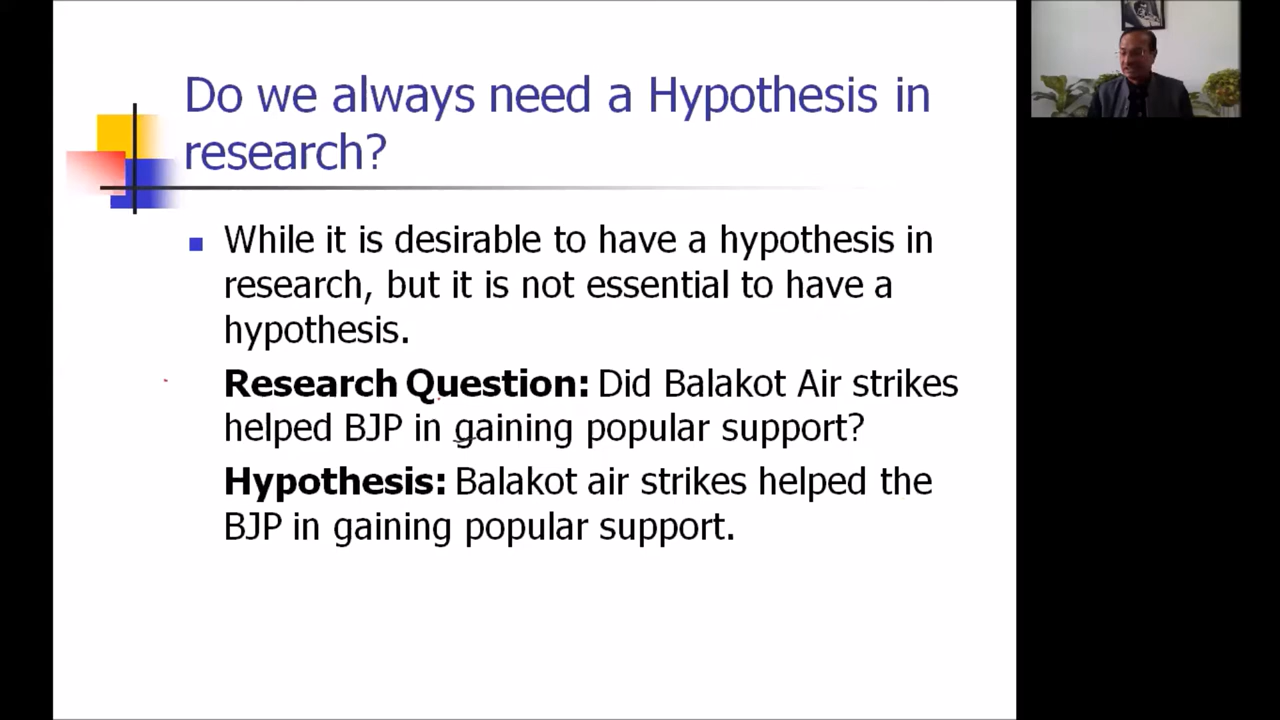 Do we always need a Hypothesis in
research?
While it is desirable to have a hypothesis in
research, but it is not essential to have a
hypothesis.
Research Question: Did Balakot Air strikes
helped BJP in gaining popular support?
Hypothesis: Balakot air strikes helped the
BJP in gaining popular support.